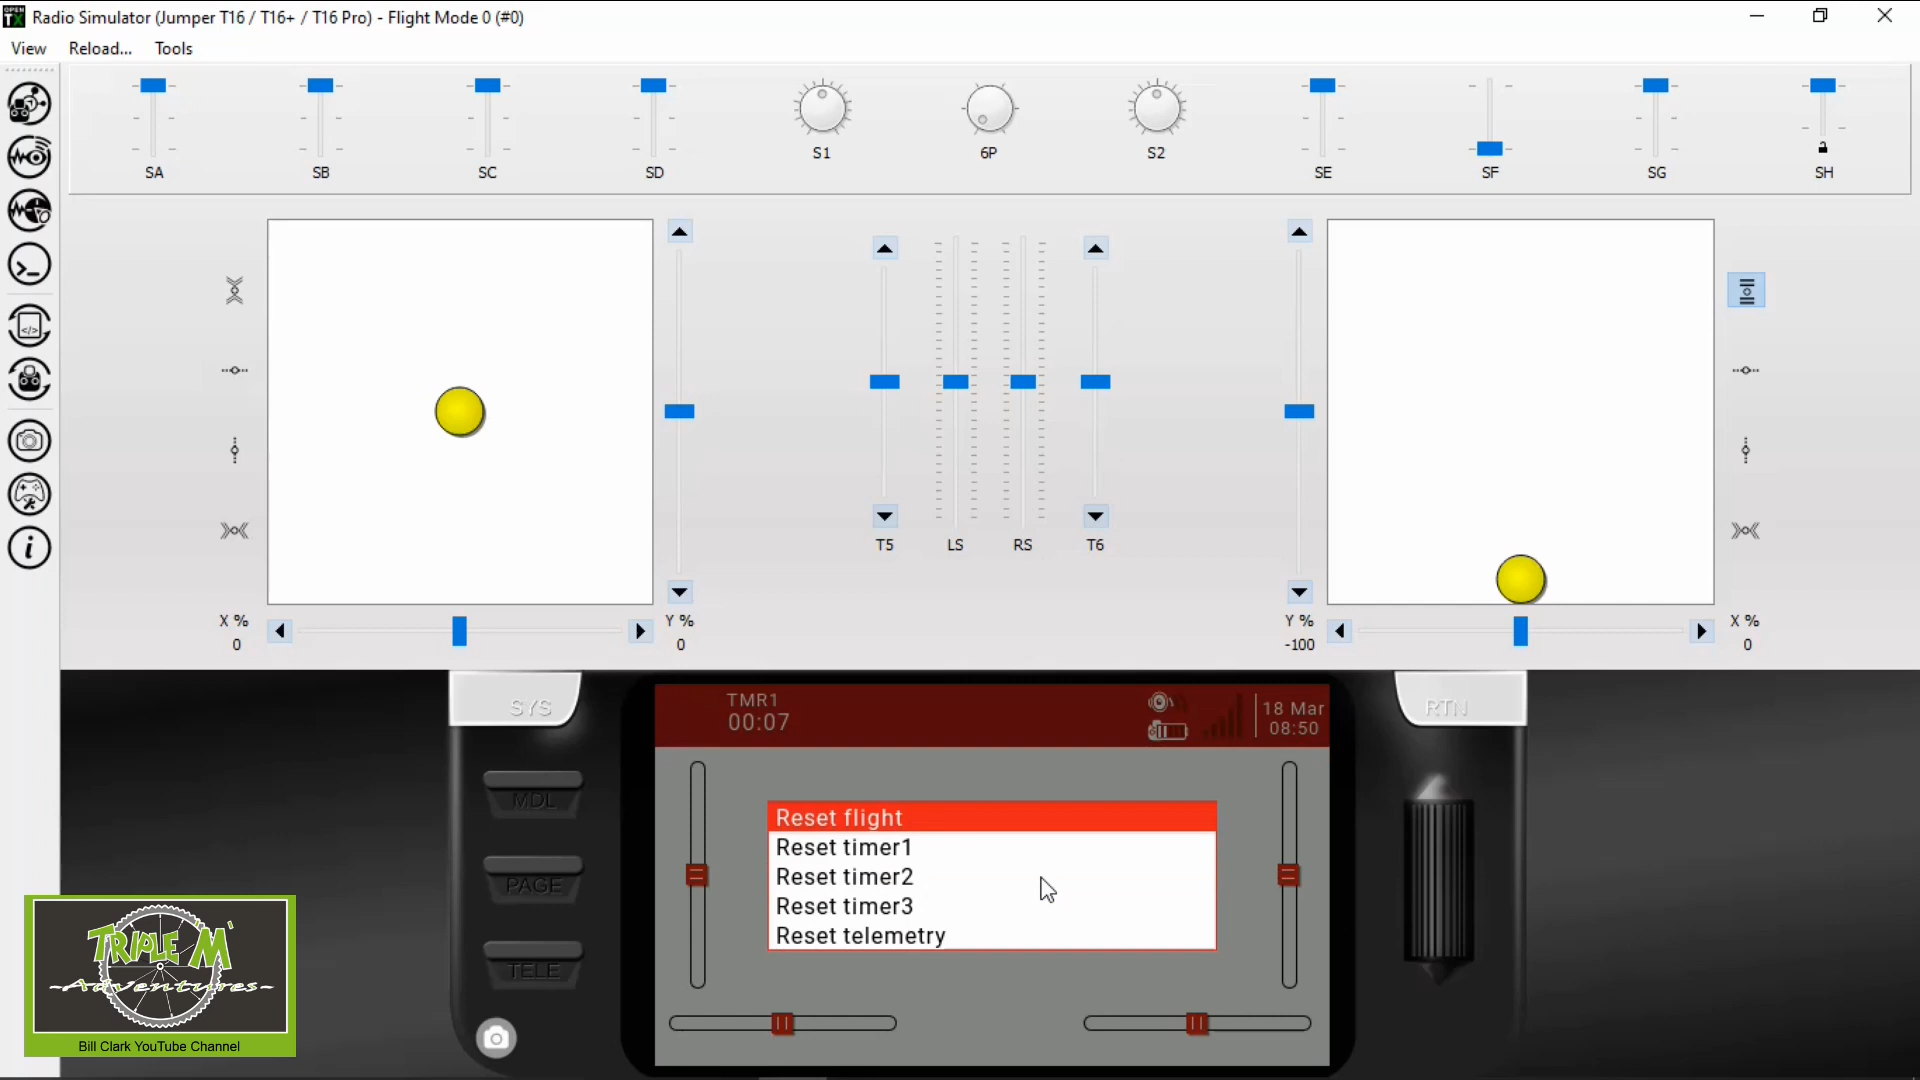 Radio Simulator (Jumper T16 / T16+ / T16 Pro) - Flight Mode 0 (#0)
View Reload... Tools
SA SB SC SD S1 6P S2 SE SF SG SH
T5 LS RS T6
X % Y % Y % X %
0 0 -100 0
SYS RTN
TMR1
00:07
18 Mar
08:50
MDL
PAGE
TELE
Reset flight
Reset timer1
Reset timer2
Reset timer3
Reset telemetry
TRIPLE M
-Adventures-
Bill Clark YouTube Channel